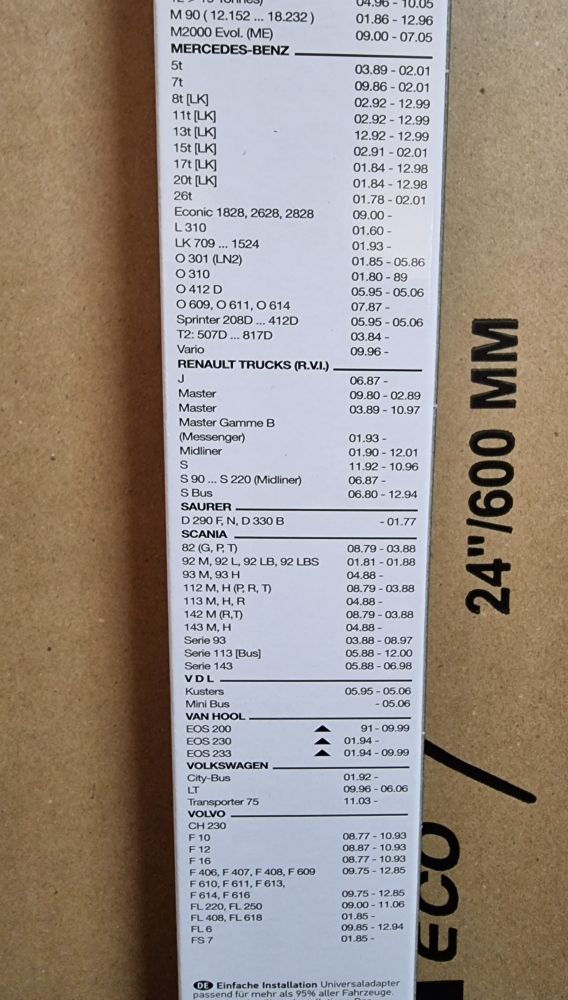 04.96 - 10.05
M 90 ( 12.152 ... 18.232 ) 01.86 - 12.96
M2000 Evol. (ME) 09.00 - 07.05
MERCEDES-BENZ
5t 03.89 - 02.01
7t 09.86 - 02.01
8t [LK] 02.92 - 12.99
11t [LK] 02.92 - 12.99
13t [LK] 12.92 - 12.99
15t [LK] 02.91 - 02.01
17t [LK] 01.84 - 12.98
20t [LK] 01.84 - 12.98
26t 01.78 - 02.01
Econic 1828, 2628, 2828 09.00 -
L 310 01.60 -
LK 709 ... 1524 01.93 -
O 301 (LN2) 01.85 - 05.86
O 310 01.80 - 89
O 412 D 05.95 - 05.06
O 609, O 611, O 614 07.87 -
Sprinter 208D ... 412D 05.95 - 05.06
T2: 507D ... 817D 03.84 -
Vario 09.96 -
RENAULT TRUCKS (R.V.I.)
J 06.87 -
Master 09.80 - 02.89
Master 03.89 - 10.97
Master Gamme B
(Messenger) 01.93 -
Midliner 01.90 - 12.01
S 11.92 - 10.96
S 90 ... S 220 (Midliner) 06.87 -
S Bus 06.80 - 12.94
SAURER
D 290 F, N, D 330 B - 01.77
SCANIA
82 (G, P, T) 08.79 - 03.88
92 M, 92 L, 92 LB, 92 LBS 01.81 - 01.88
93 M, 93 H 04.88 -
112 M, H (P, R, T) 08.79 - 03.88
113 M, H, R 04.88 -
142 M (R,T) 08.79 - 03.88
143 M, H 04.88 -
Serie 93 03.88 - 08.97
Serie 113 [Bus] 05.88 - 12.00
Serie 143 05.88 - 06.98
V D L
Kusters 05.95 - 05.06
Mini Bus - 05.06
VAN HOOL
EOS 200 91 - 09.99
EOS 230 01.94 -
EOS 233 01.94 - 09.99
VOLKSWAGEN
City-Bus 01.92 -
LT 09.96 - 06.06
Transporter 75 11.03 -
VOLVO
CH 230
F 10 08.77 - 10.93
F 12 08.87 - 10.93
F 16 08.77 - 10.93
F 406, F 407, F 408, F 609 09.75 - 12.85
F 610, F 611, F 613,
F 614, F 616 09.75 - 12.85
FL 220, FL 250 09.00 - 11.06
FL 408, FL 618 01.85 -
FL 6 09.85 - 12.94
FS 7 01.85 -
DE Einfache Installation Universaladapter
passend für mehr als 95% aller Fahrzeuge.
24"/600 MM
ECO /